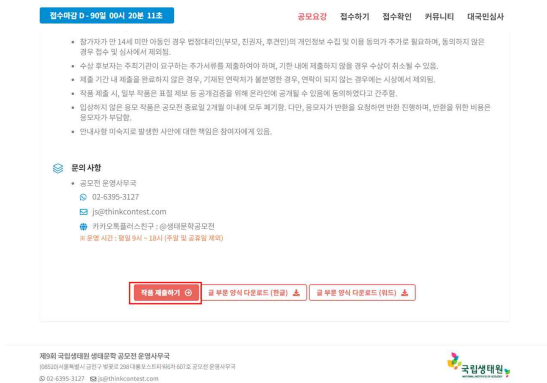 접수마감 D - 90일 00시 20분 11초
공모요강 접수하기 접수확인 커뮤니티 대국민심사
• 참가자가 만 14세 미만 아동인 경우 법정대리인(부모, 친권자, 후견인)의 개인정보 수집 및 이용 동의가 추가로 필요하며, 동의하지 않은
경우 접수 및 심사에서 제외됨.
• 수상 후보자는 주최기관이 요구하는 추가서류를 제출하여야 하며, 기한 내에 제출하지 않을 경우 수상이 취소될 수 있음.
• 제출 기간 내 제출을 완료하지 않은 경우, 기재된 연락처가 불분명한 경우, 연락이 되지 않는 경우에는 시상에서 제외됨.
• 작품 제출 시, 일부 작품은 표절 제보 등 공개검증을 위해 온라인에 공개될 수 있음에 동의하였다고 간주함.
• 입상하지 않은 응모 작품은 공모전 종료일 2개월 이내에 모두 폐기함. 다만, 응모자가 반환을 요청하면 반환 진행하며, 반환을 위한 비용은
응모자가 부담함.
• 안내사항 미숙지로 발생한 사안에 대한 책임은 참여자에게 있음.
문의 사항
• 공모전 운영사무국
02-6395-3127
js@thinkcontest.com
카카오톡플러스친구 : @생태문학공모전
※ 운영 시간 : 평일 9시 ~ 18시 (주말 및 공휴일 제외)
작품 제출하기
글 부문 양식 다운로드 (한글)
글 부문 양식 다운로드 (워드)
제9회 국립생태원 생태문학 공모전 운영사무국
02-6395-3127 js@thinkcontest.com
국립생태원